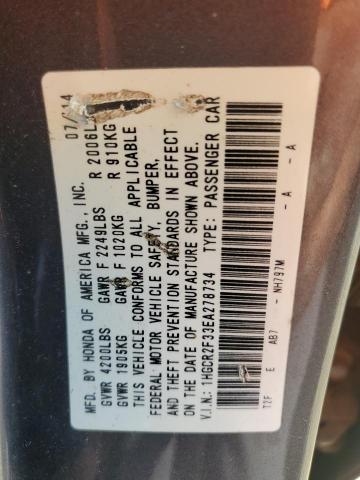 MFD. BY HONDA OF AMERICA MFG., INC. 07/14
GVWR 4200LBS GAWR F 2249LBS R 2006L
GVWR 1905KG GAWR F 1020KG R 910KG
THIS VEHICLE CONFORMS TO ALL APPLICABLE
FEDERAL MOTOR VEHICLE SAFETY, BUMPER,
AND THEFT PREVENTION STANDARDS IN EFFECT
ON THE DATE OF MANUFACTURE SHOWN ABOVE.
V.I.N.: 1HGCR2F33EA278734 TYPE: PASSENGER CAR
T2F E AB7 NH797M - A - A